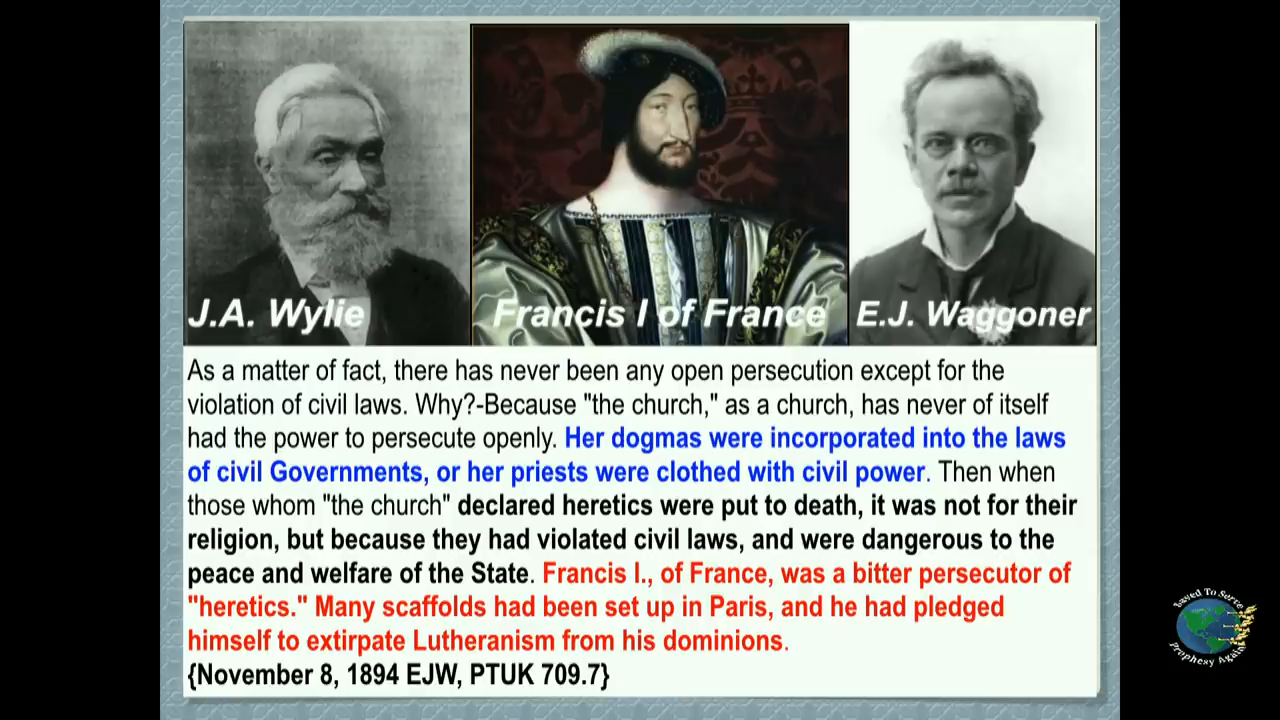 J.A. Wylie
Francis I of France
E.J. Waggoner
As a matter of fact, there has never been any open persecution except for the
violation of civil laws. Why?-Because "the church," as a church, has never of itself
had the power to persecute openly. Her dogmas were incorporated into the laws
of civil Governments, or her priests were clothed with civil power. Then when
those whom "the church" declared heretics were put to death, it was not for their
religion, but because they had violated civil laws, and were dangerous to the
peace and welfare of the State. Francis I., of France, was a bitter persecutor of
"heretics." Many scaffolds had been set up in Paris, and he had pledged
himself to extirpate Lutheranism from his dominions.
{November 8, 1894 EJW, PTUK 709.7}
To Serve
Prophesy Again